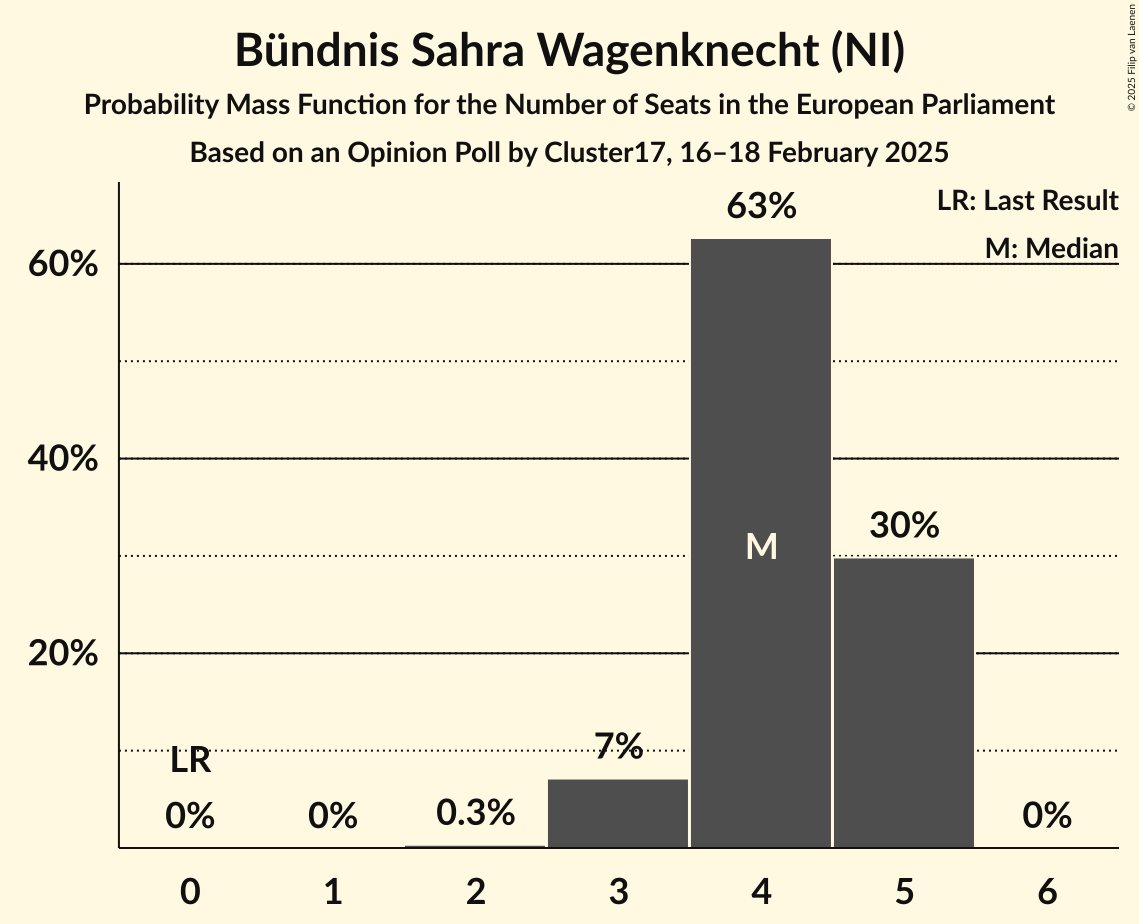 Bündnis Sahra Wagenknecht (NI)
Probability Mass Function for the Number of Seats in the European Parliament
Based on an Opinion Poll by Cluster17, 16–18 February 2025
© 2025 Filip van Laenen
LR: Last Result
M: Median
60%
40%
20%
63%
30%
M
7%
LR
0%
0%
0.3%
0%
0
1
2
3
4
5
6